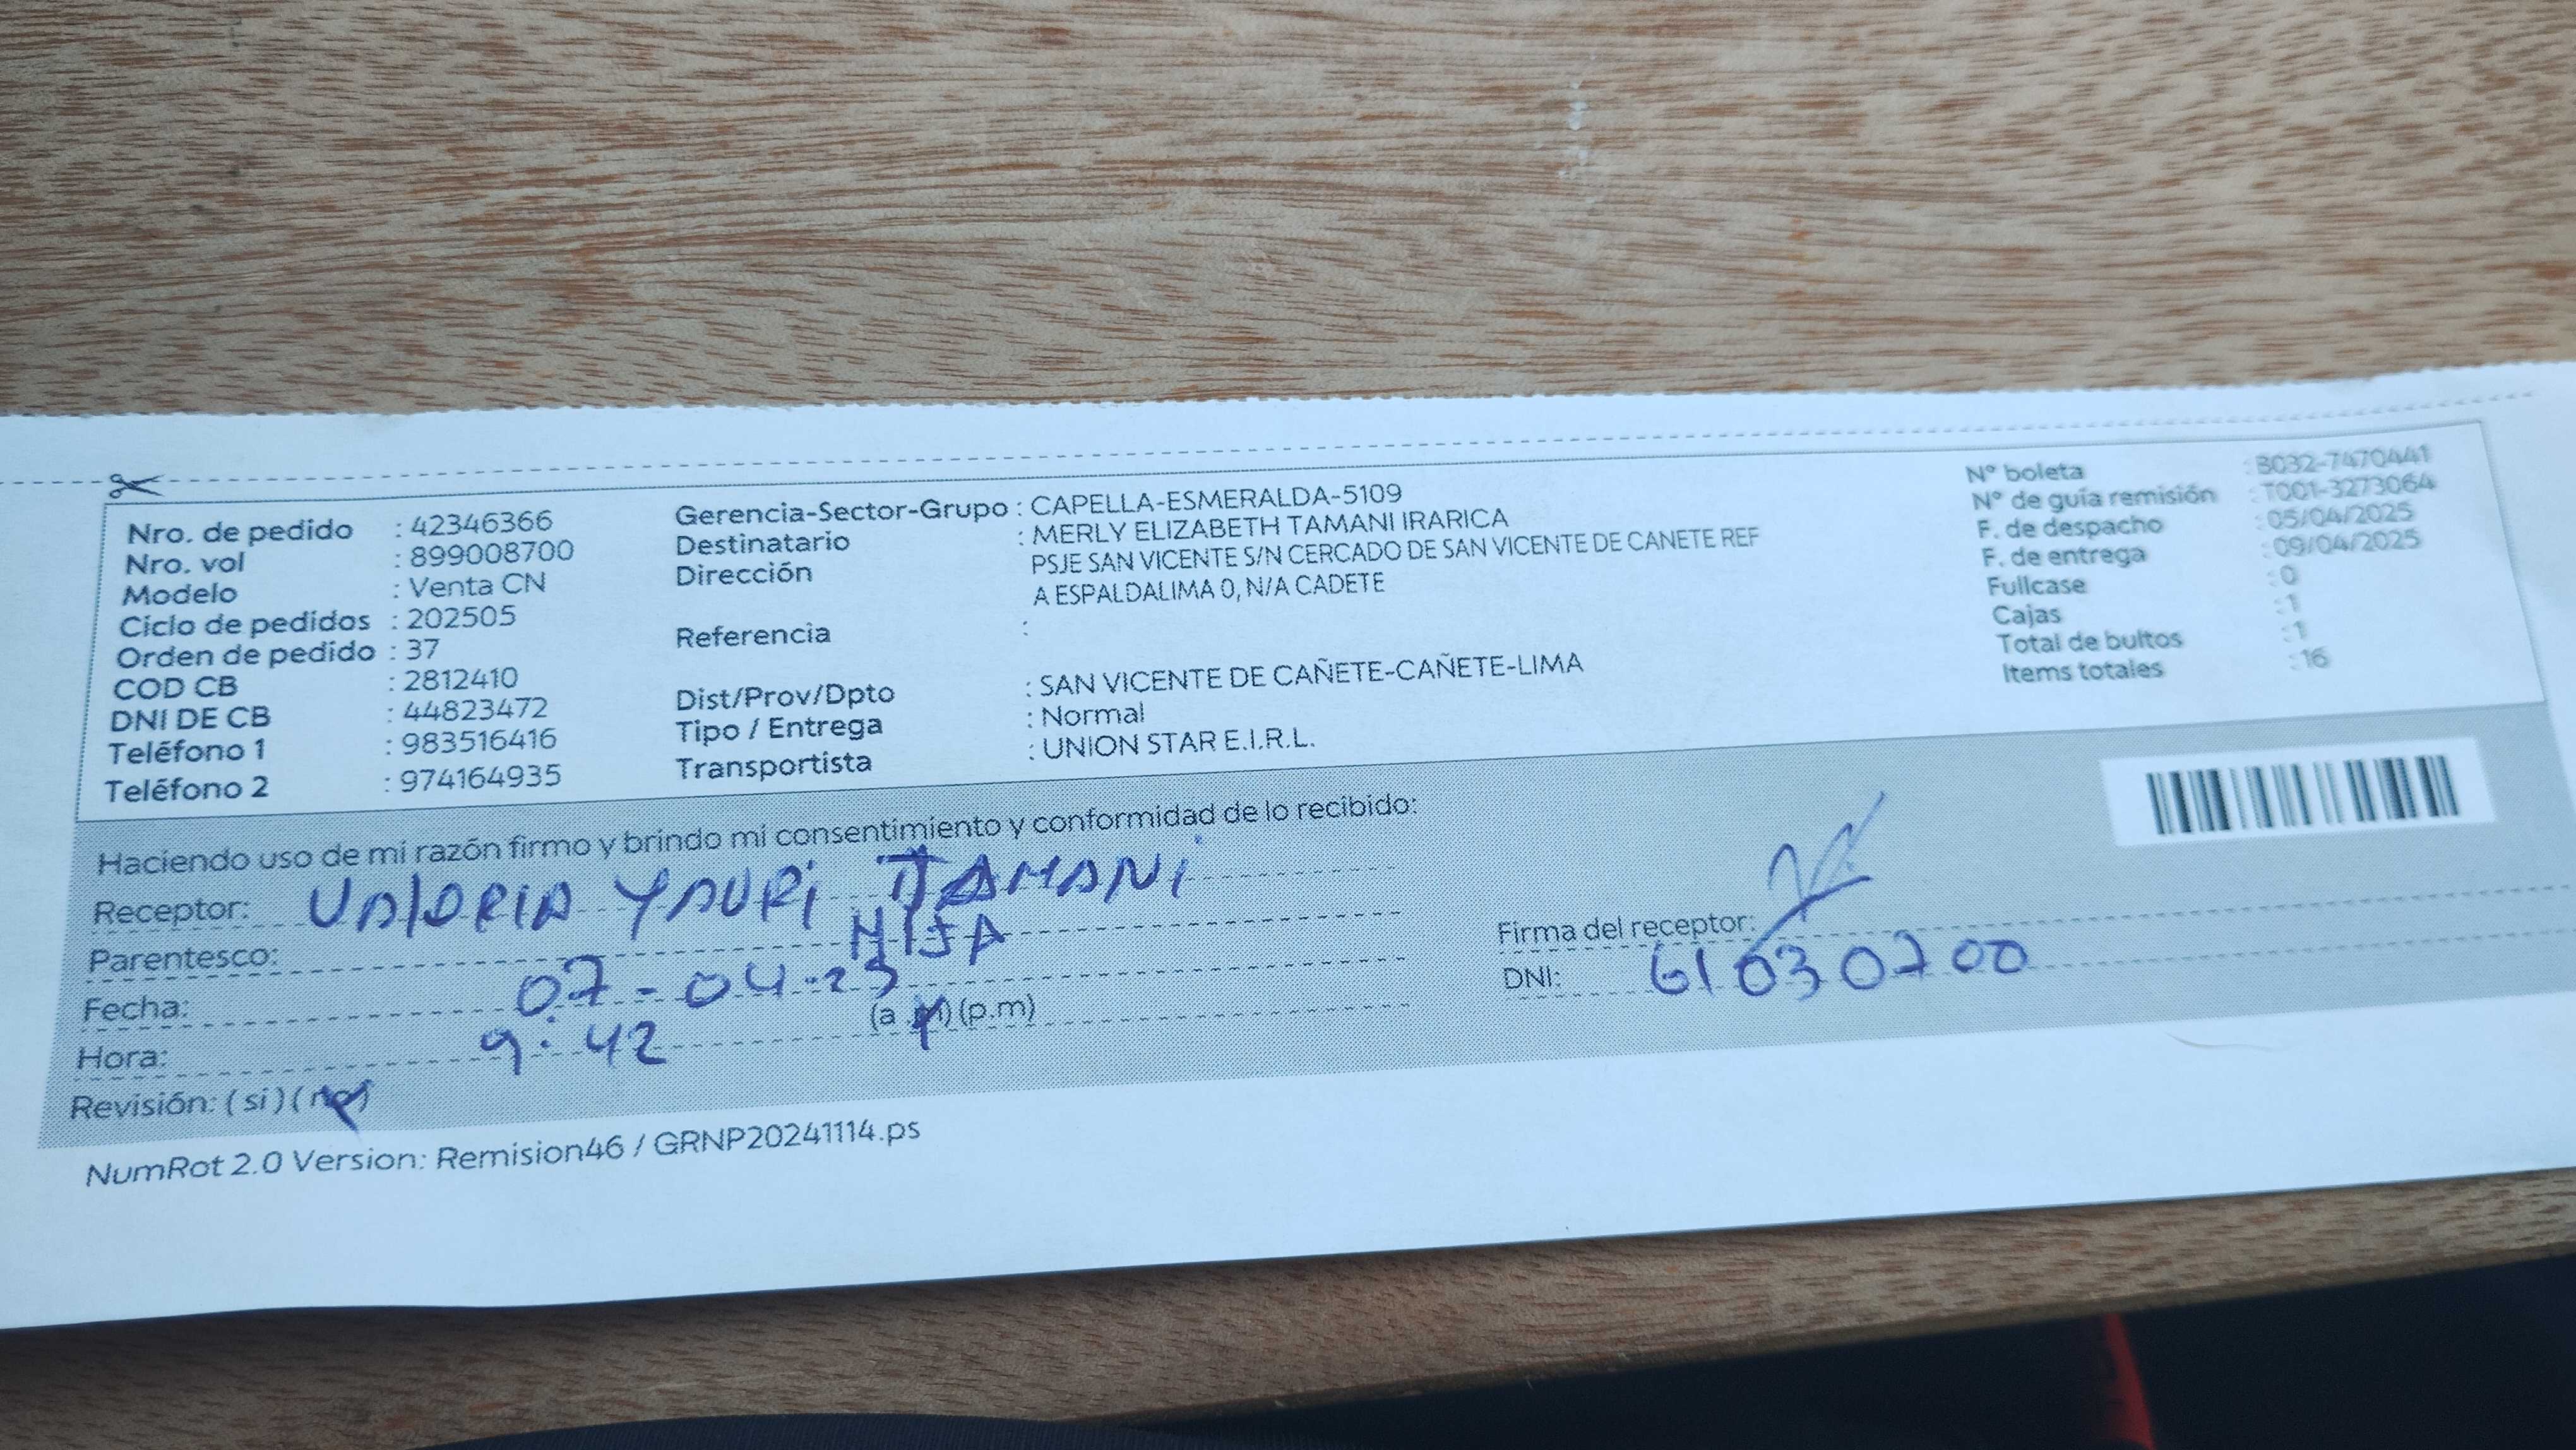 Nro. de pedido : 42346366
Nro. vol : 899008700
Modelo : Venta CN
Ciclo de pedidos : 202505
Orden de pedido : 37
COD CB : 2812410
DNI DE CB : 44823472
Teléfono 1 : 983516416
Teléfono 2 : 974164935
Gerencia-Sector-Grupo : CAPELLA-ESMERALDA-5109
Destinatario : MERLY ELIZABETH TAMANI IRARICA
Dirección PSJE SAN VICENTE S/N CERCADO DE SAN VICENTE DE CANETE REF
A ESPALDALIMA 0, N/A CADETE
Referencia :
Dist/Prov/Dpto : SAN VICENTE DE CAÑETE-CAÑETE-LIMA
Tipo / Entrega : Normal
Transportista : UNION STAR E.I.R.L.
N° boleta : B032-7470441
N° de guía remisión : T001-3273064
F. de despacho : 05/04/2025
F. de entrega : 09/04/2025
Fullcase : 0
Cajas : 1
Total de bultos : 1
Items totales : 16
Haciendo uso de mi razón firmo y brindo mi consentimiento y conformidad de lo recibido:
Receptor: YAURi TAMANi
Parentesco: HIJA
Fecha: 07-04-25
Hora: 9:42 (a.m) (p.m)
Revisión: (si) (no)
Firma del receptor:
DNI: 61030700
NumRot 2.0 Version: Remision46 / GRNP20241114.ps